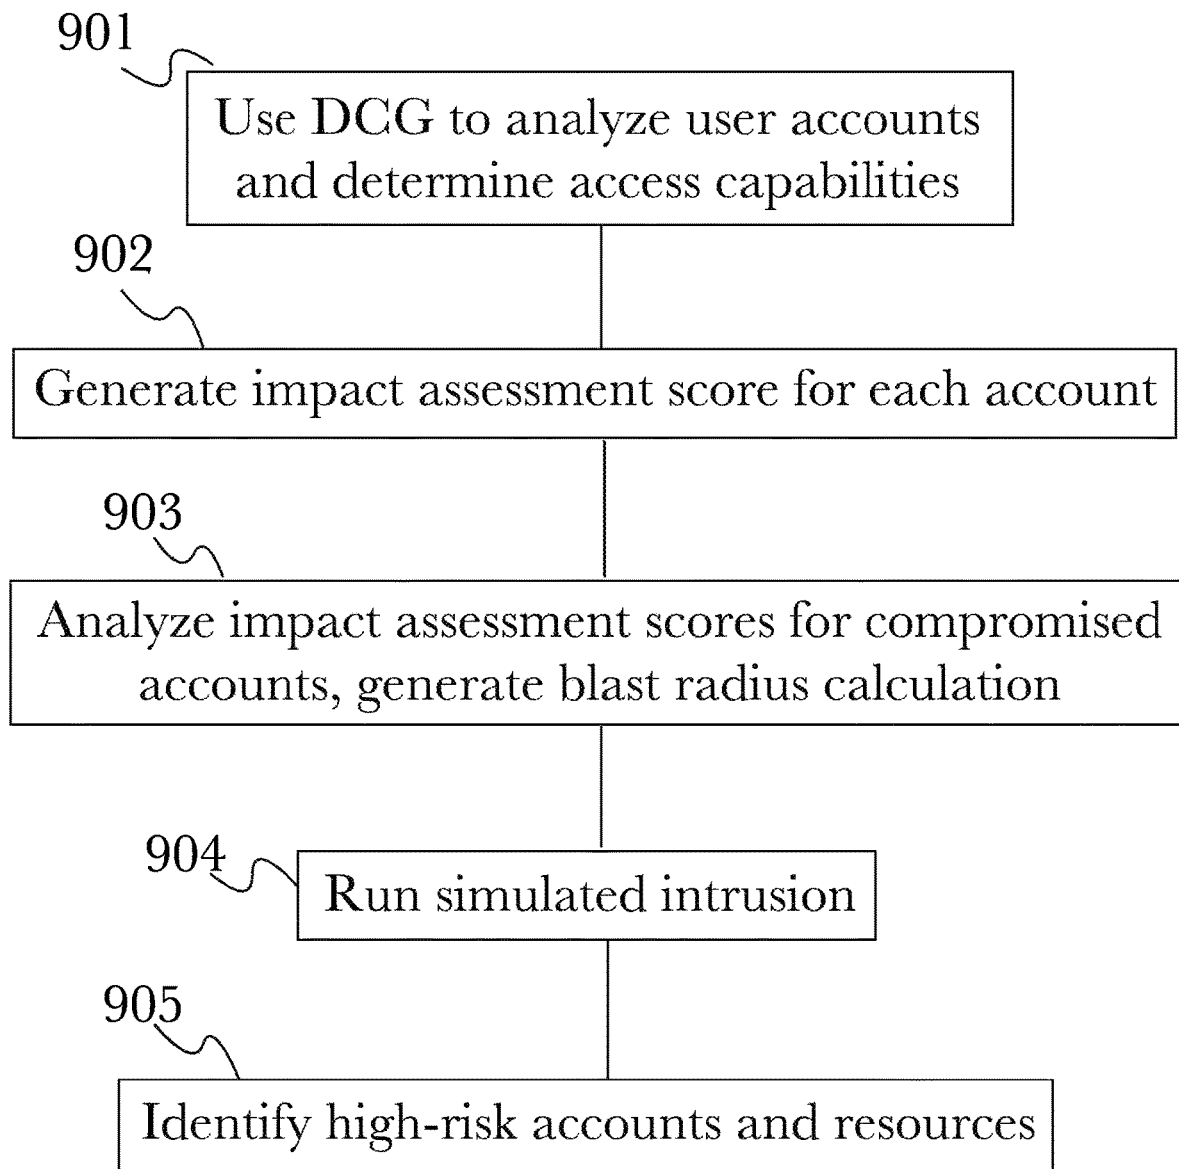 901
Use DCG to analyze user accounts
and determine access capabilities
902
Generate impact assessment score for each account
903
Analyze impact assessment scores for compromised
accounts, generate blast radius calculation
904
Run simulated intrusion
905
Identify high-risk accounts and resources